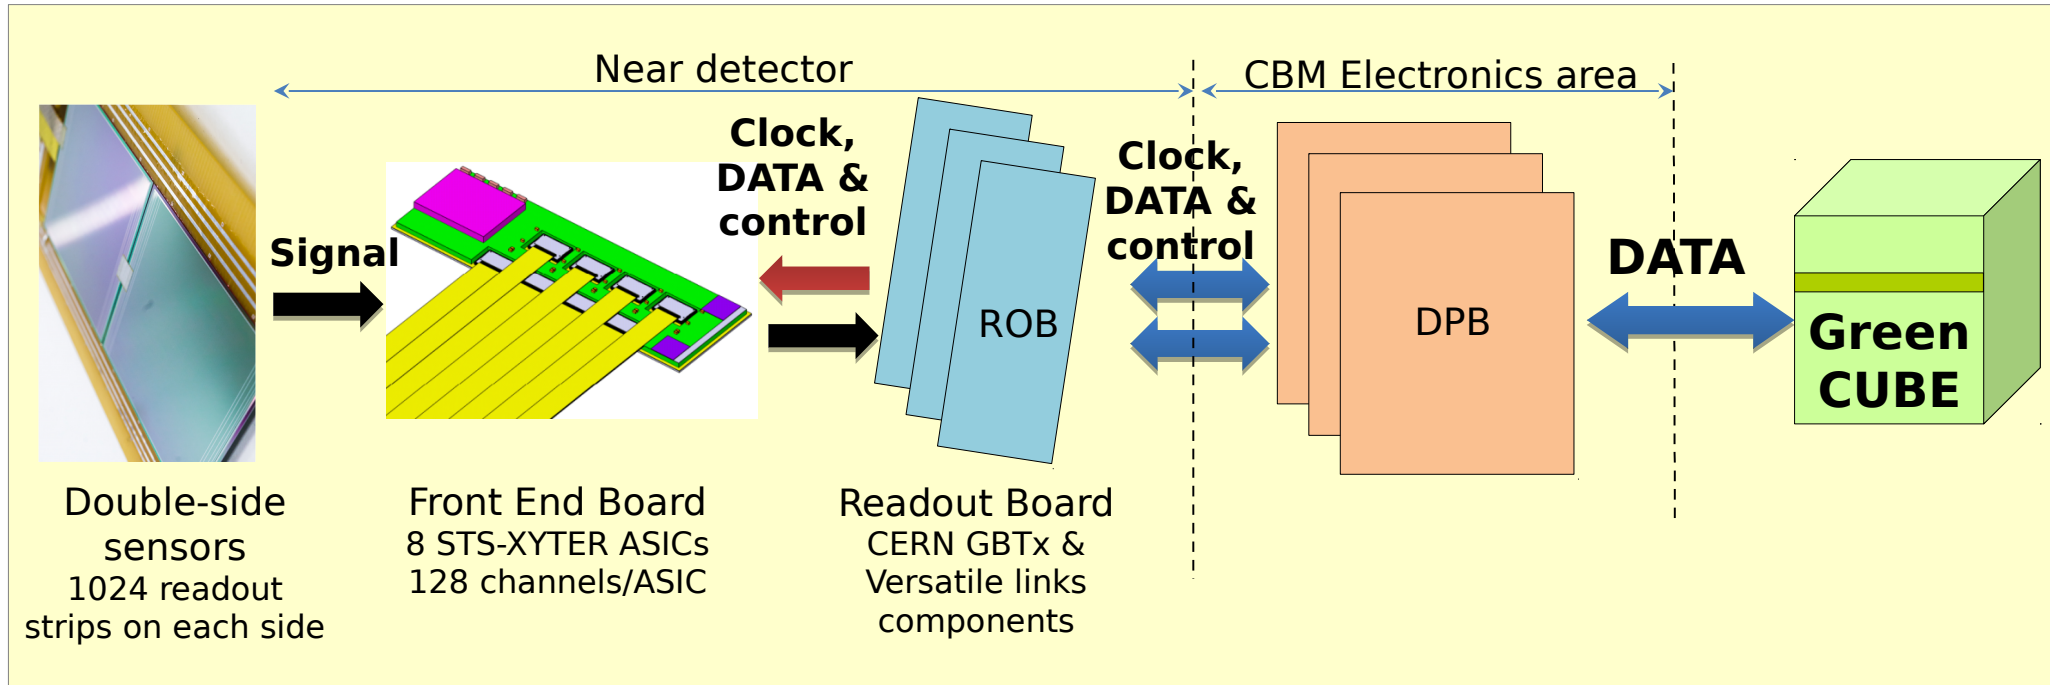 Near detector
CBM Electronics area
Clock,
DATA &
control
Clock,
DATA &
control
Signal
DATA
ROB
DPB
Green
CUBE
Double-side
sensors
1024 readout
strips on each side
Front End Board
8 STS-XYTER ASICs
128 channels/ASIC
Readout Board
CERN GBTx &
Versatile links
components